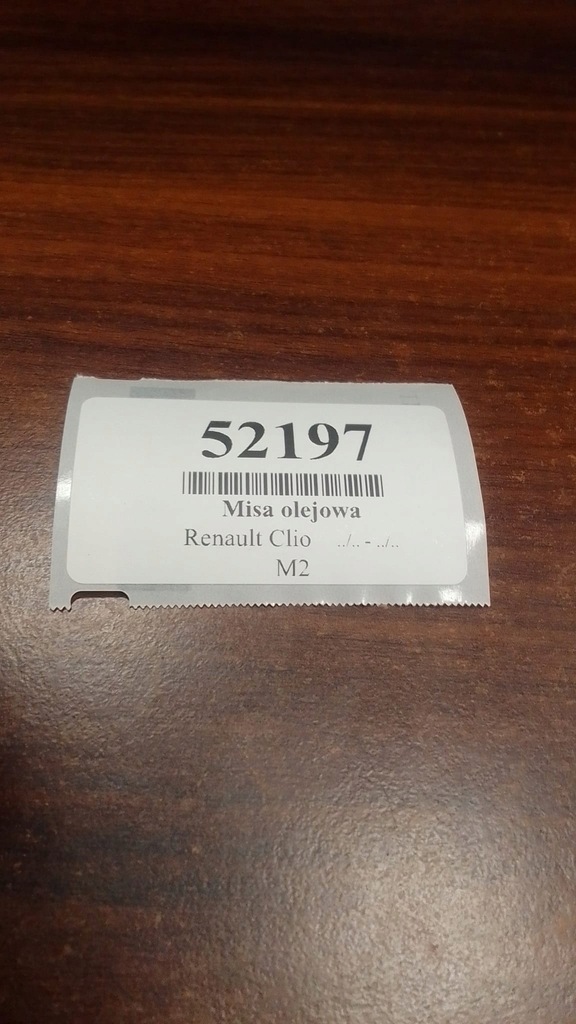 52197
Misa olejowa
Renault Clio ../.. - ../..
M2